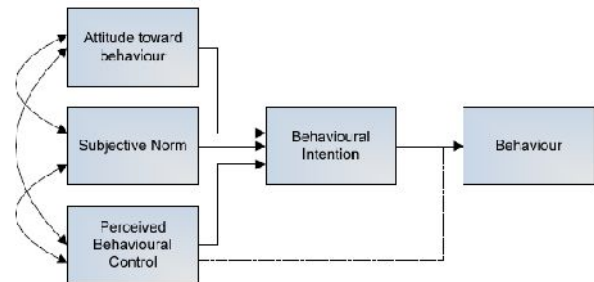 Attitude toward
behaviour
Subjective Norm
Perceived
Behavioural
Control
Behavioural
Intention
Behaviour